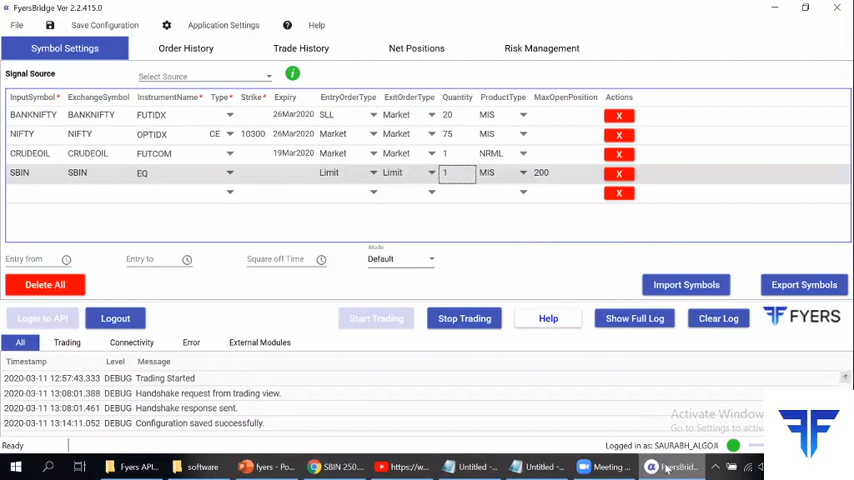 FyersBridge Ver 2.2.415.0
File Save Configuration Application Settings Help
Symbol Settings Order History Trade History Net Positions Risk Management
Signal Source Select Source
InputSymbol* ExchangeSymbol InstrumentName* Type* Strike* Expiry EntryOrderType ExitOrderType Quantity ProductType MaxOpenPosition Actions
BANKNIFTY BANKNIFTY FUTIDX 26Mar2020 SLL Market 20 MIS X
NIFTY NIFTY OPTIDX CE 10300 26Mar2020 Market Market 75 MIS X
CRUDEOIL CRUDEOIL FUTCOM 19Mar2020 Market Market 1 NRML X
SBIN SBIN EQ Limit Limit 1 MIS 200 X
X
Mode
Entry from Entry to Square off Time Default
Delete All Import Symbols Export Symbols
Login to API Logout Start Trading Stop Trading Help Show Full Log Clear Log FYERS
All Trading Connectivity Error External Modules
Timestamp Level Message
2020-03-11 12:57:43.333 DEBUG Trading Started
2020-03-11 13:08:01.388 DEBUG Handshake request from trading view.
2020-03-11 13:08:01.461 DEBUG Handshake response sent.
2020-03-11 13:14:11.052 DEBUG Configuration saved successfully.
Activate Window
Go to Settings to activ
Ready Logged in as: SAURABH_ALGOJI
Fyers API... software fyers - Po... SBIN 250... https://w... Untitled -... Untitled -... Meeting ... FyersBrid...